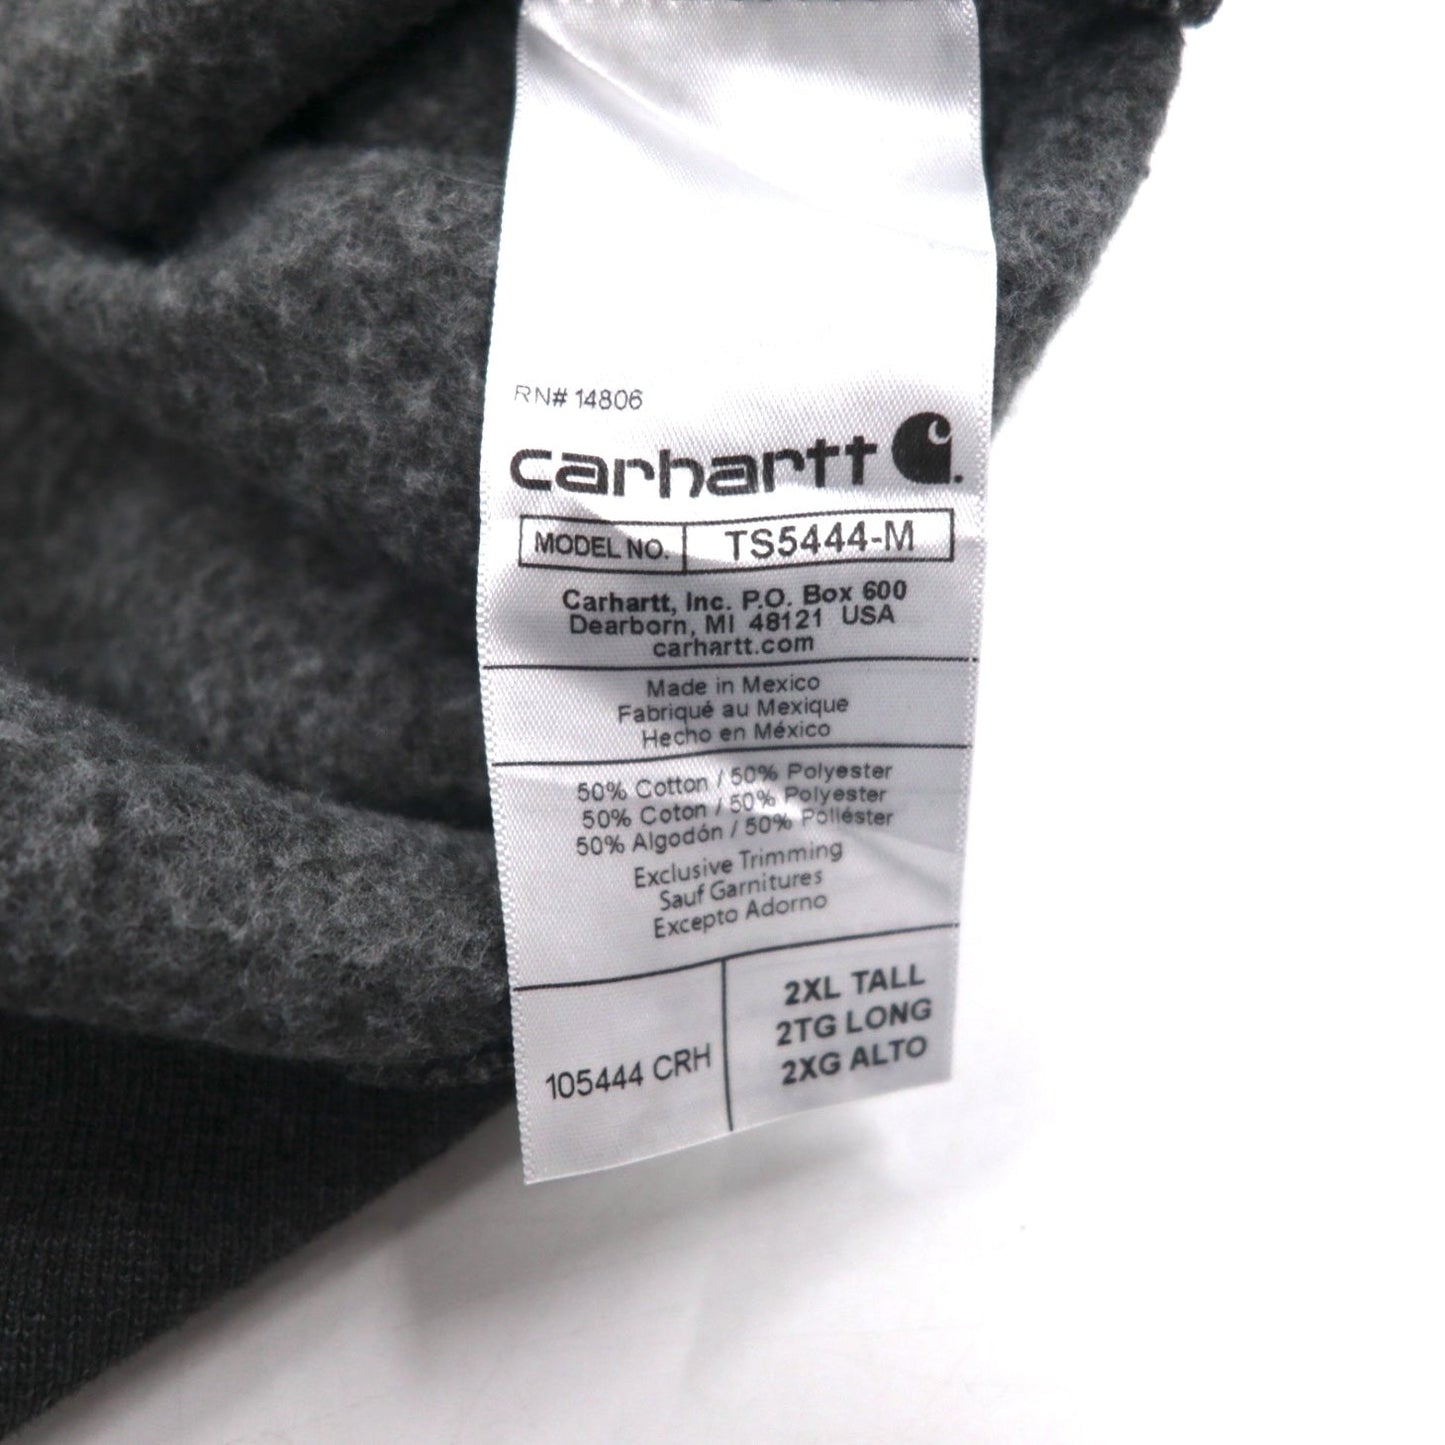 RN# 14806
carhartt
MODEL NO. TS5444-M
Carhartt, Inc. P.O. Box 600
Dearborn, MI 48121 USA
carhartt.com
Made in Mexico
Fabriqué au Mexique
Hecho en México
50% Cotton / 50% Polyester
50% Coton / 50% Polyester
50% Algodón / 50% Poliéster
Exclusive Trimming
Sauf Garnitures
Excepto Adorno
105444 CRH
2XL TALL
2TG LONG
2XG ALTO